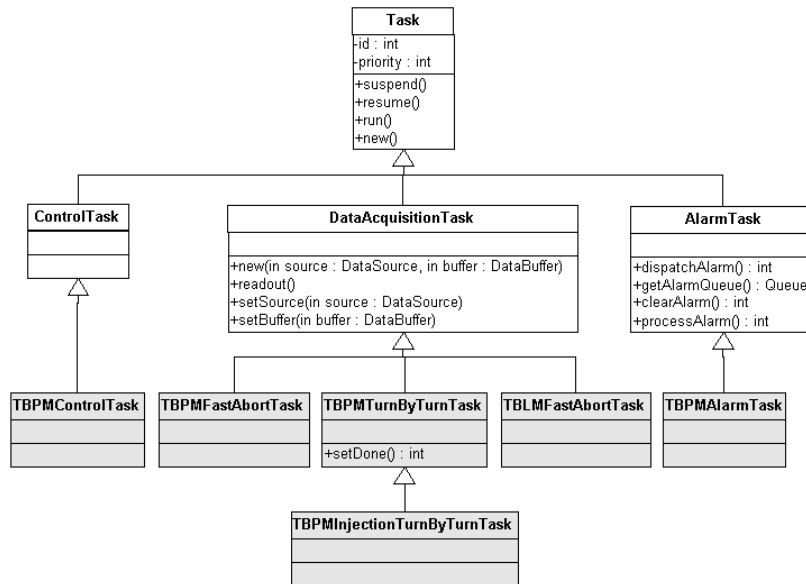 Task
-id : int
-priority : int
+suspend()
+resume()
+run()
+new()
ControlTask
DataAcquisitionTask
+new(in source : DataSource, in buffer : DataBuffer)
+readout()
+setSource(in source : DataSource)
+setBuffer(in buffer : DataBuffer)
AlarmTask
+dispatchAlarm() : int
+getAlarmQueue() : Queue
+clearAlarm() : int
+processAlarm() : int
TBPMControlTask
TBPMFastAbortTask
TBPMTurnByTurnTask
+setDone() : int
TBLMFastAbortTask
TBPMAlarmTask
TBPMInjectionTurnByTurnTask